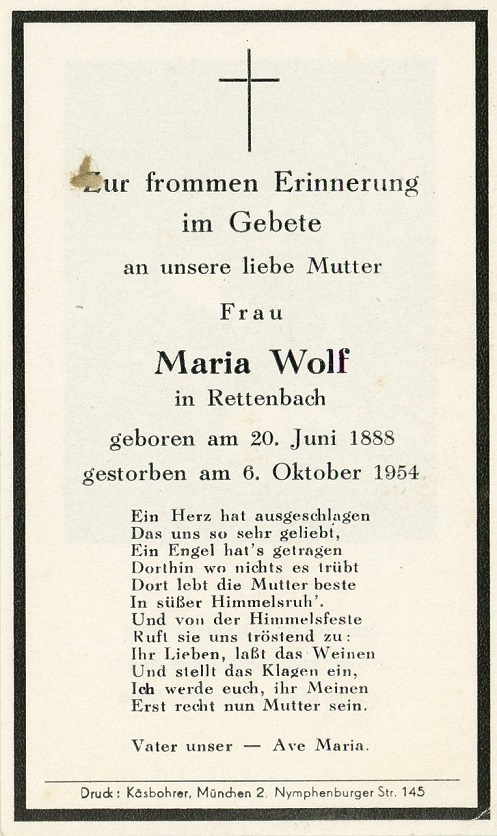 Zur frommen Erinnerung
im Gebete
an unsere liebe Mutter
Frau
Maria Wolf
in Rettenbach
geboren am 20. Juni 1888
gestorben am 6. Oktober 1954
Ein Herz hat ausgeschlagen
Das uns so sehr geliebt,
Ein Engel hat's getragen
Dorthin wo nichts es trübt
Dort lebt die Mutter beste
In süßer Himmelsruh'.
Und von der Himmelsfeste
Ruft sie uns tröstend zu:
Ihr Lieben, laßt das Weinen
Und stellt das Klagen ein,
Ich werde euch, ihr Meinen
Erst recht nun Mutter sein.
Vater unser — Ave Maria.
Druck: Käsbohrer, München 2, Nymphenburger Str. 145